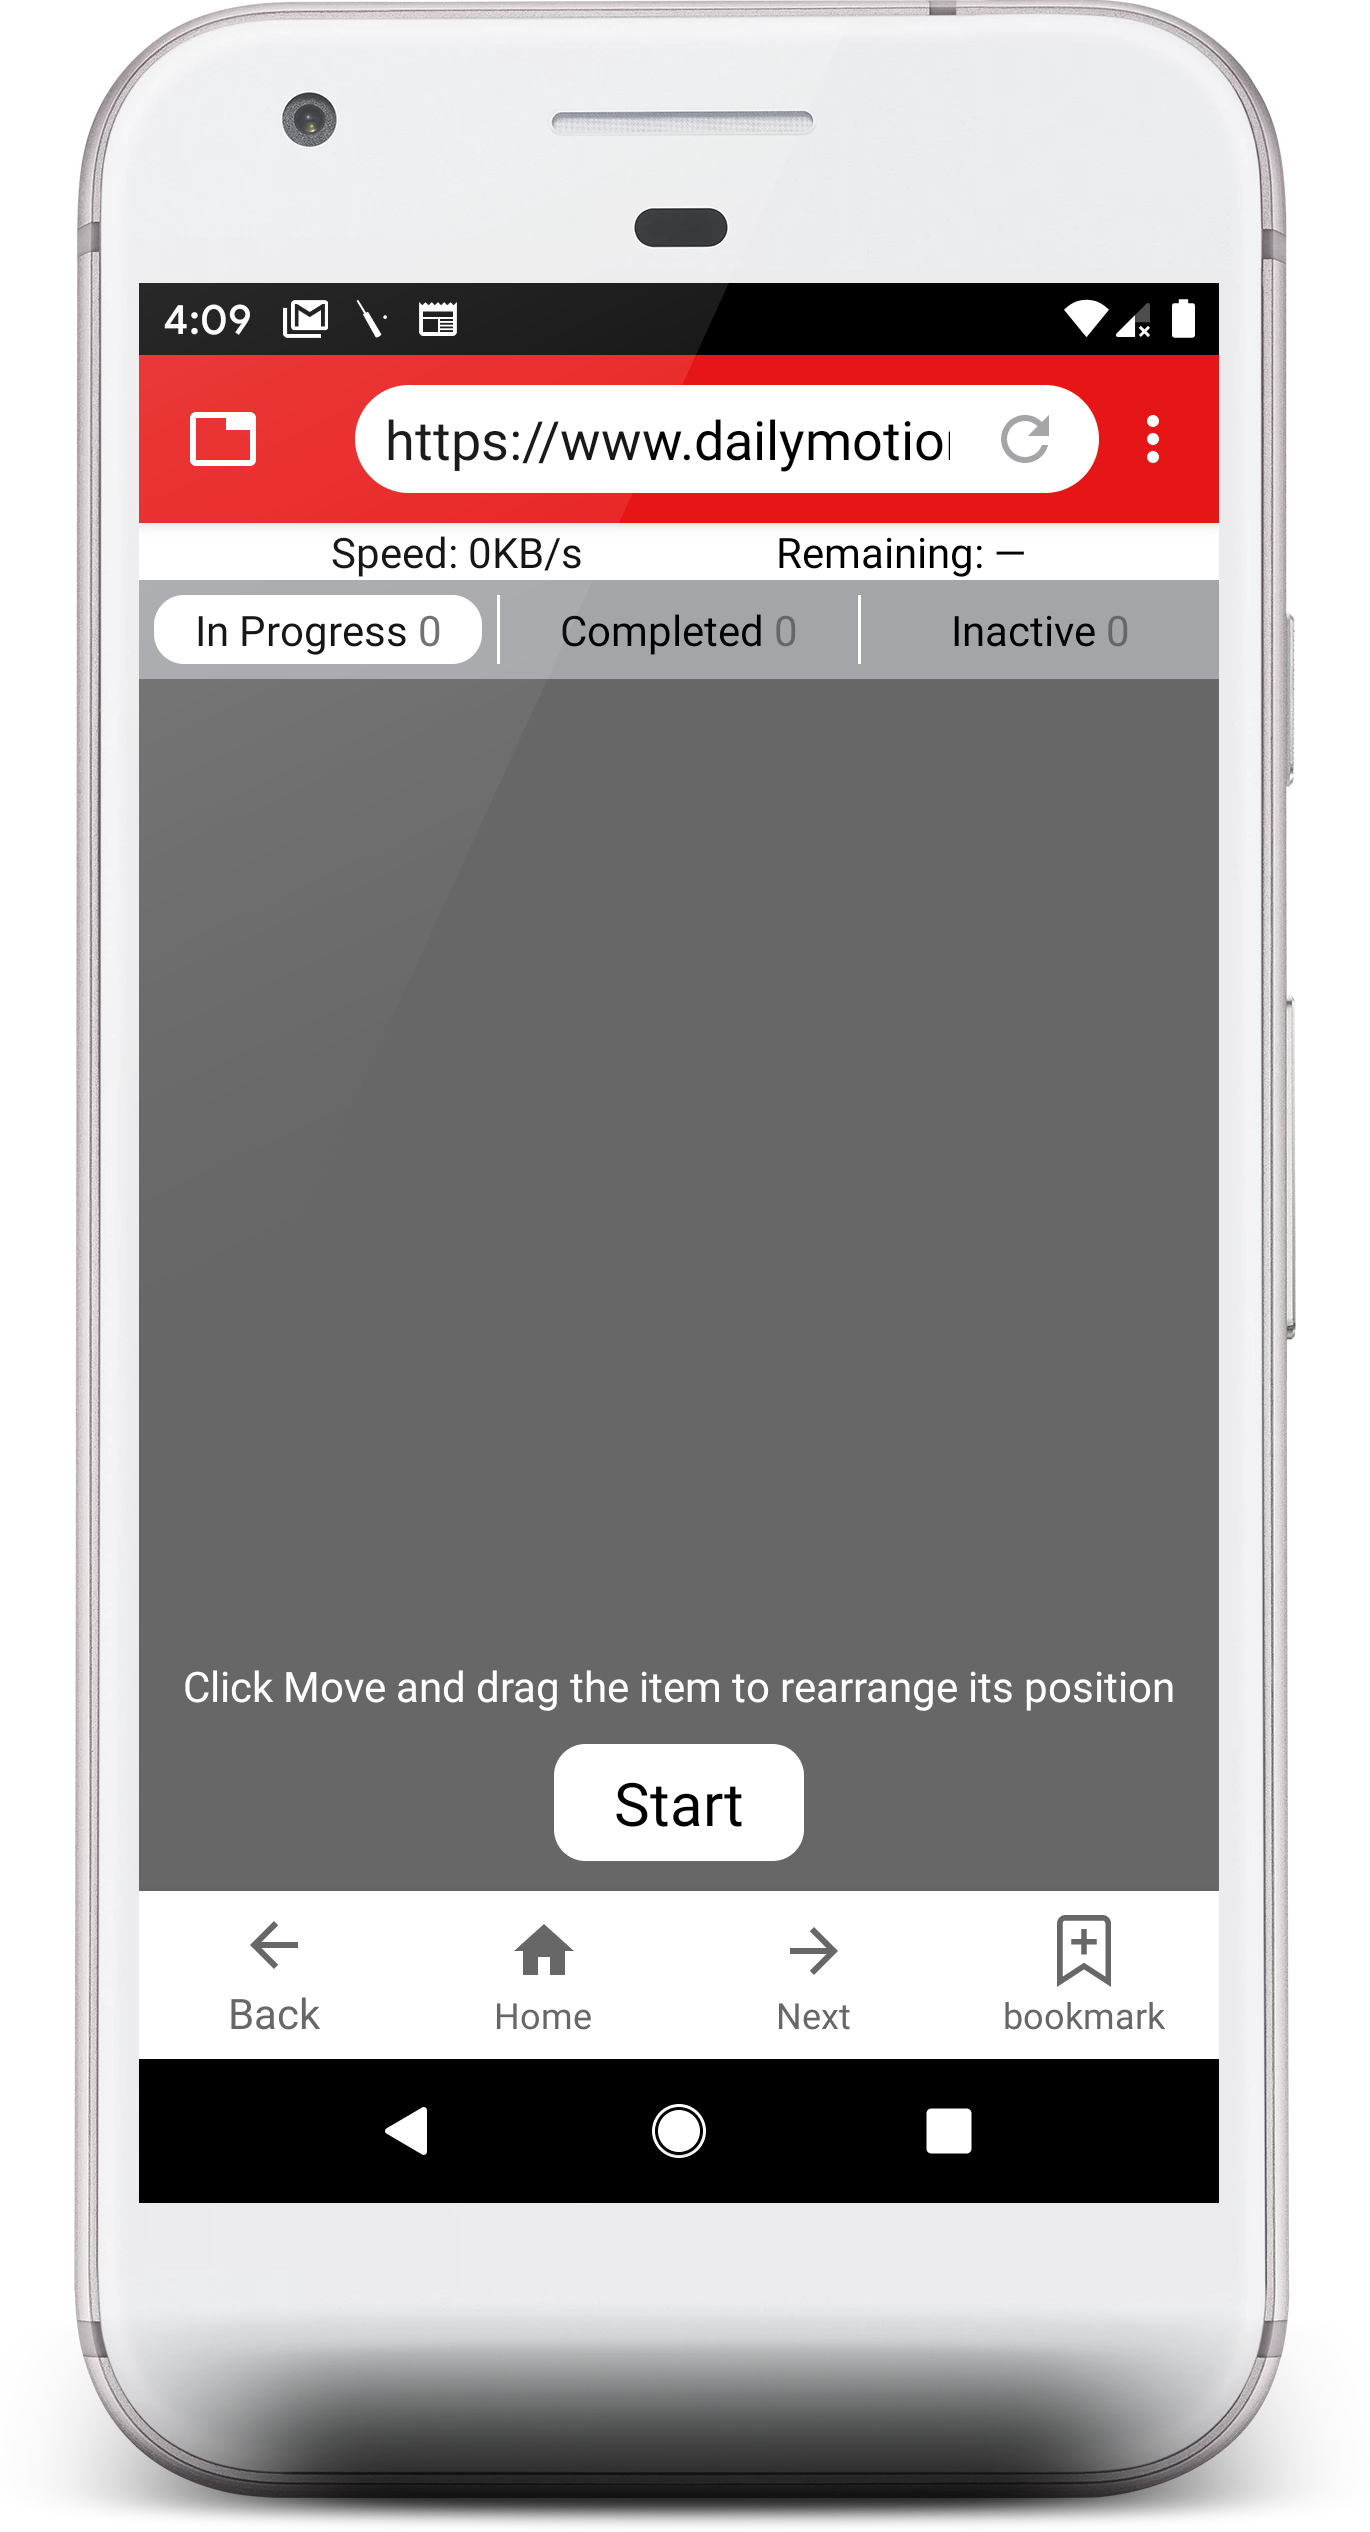 4:09
https://www.dailymotion
Speed: 0KB/s Remaining: —
In Progress 0 Completed 0 Inactive 0
Click Move and drag the item to rearrange its position
Start
Back Home Next bookmark